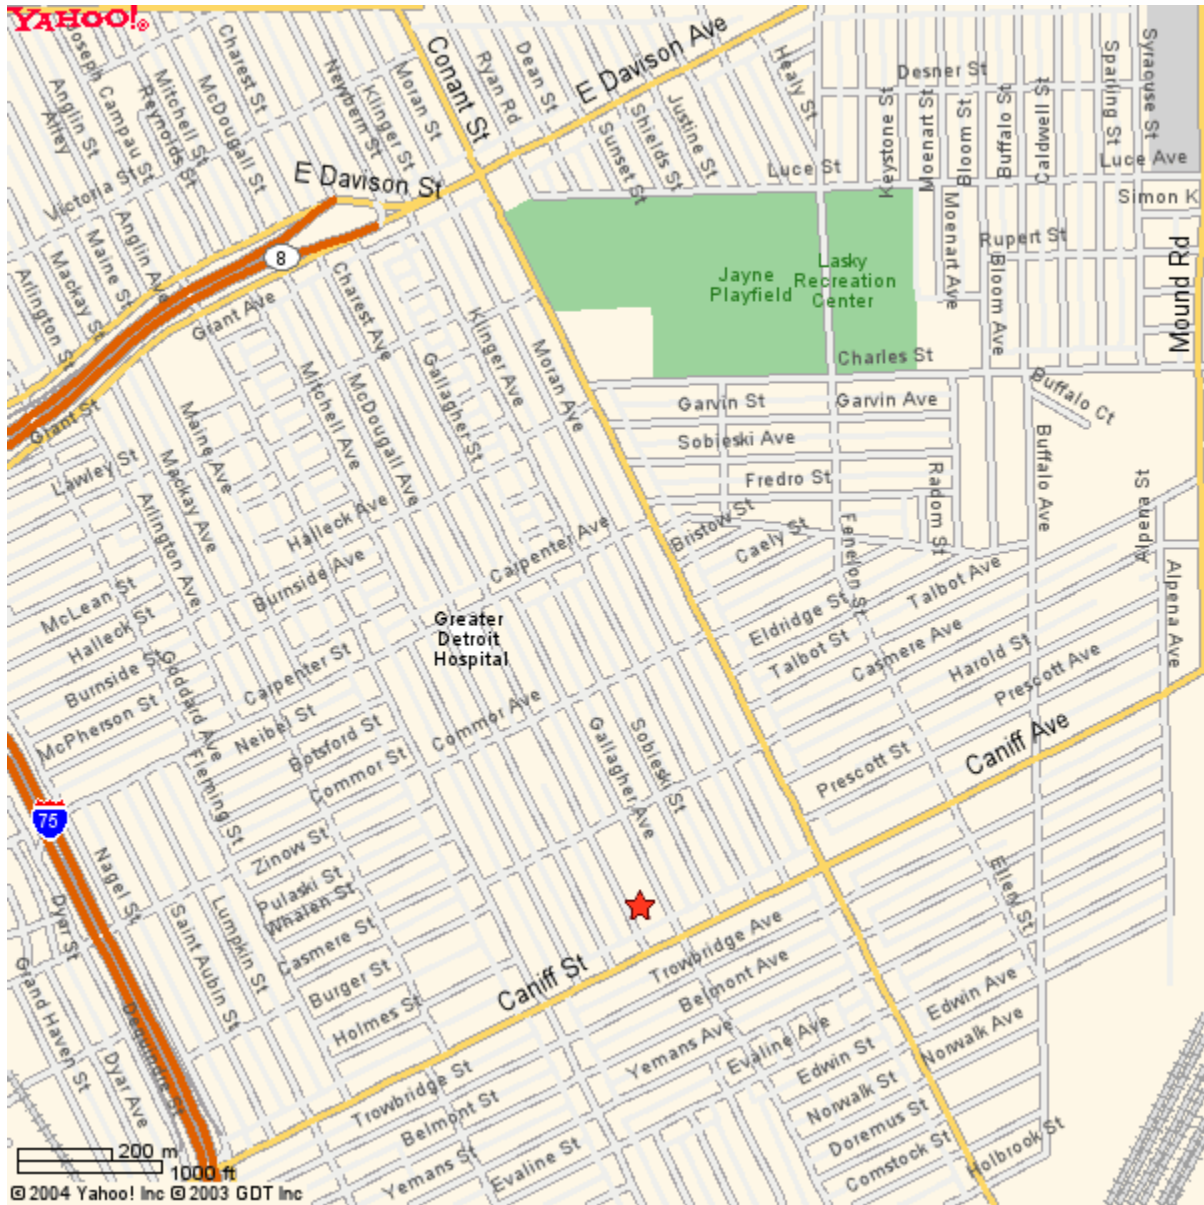 YAHOO!®
Joseph Campau St
Anglin St
Alley
Mitchell St
Reynolds
McDougall St
Charest St
Newbern St
Klinger St
Moran St
Conant St
Ryan Rd
Dean St
E Davison Ave
Sunset St
Shields St
Justine St
Healy St
Desner St
Keystone St
Moenart St
Bloom St
Buffalo St
Caldwell St
Sparling St
Syracuse St
Luce St
Luce Ave
Simon K
Victoria St
E Davison St
8
Arlington St
Mackay St
Maine St
Anglin Ave
Grant Ave
Grant St
Charest Ave
Klinger Ave
Moran Ave
Gallagher St
Mitchell Ave
McDougall Ave
Jayne
Playfield
Lasky
Recreation
Center
Moenart Ave
Bloom Ave
Rupert St
Mound Rd
Charles St
Buffalo Ct
Garvin St
Garvin Ave
Sobieski Ave
Fredro St
Radom St
Buffalo Ave
Alpena St
Alpena Ave
Lawley St
Maine Ave
Mackay Ave
Arlington Ave
Halleck Ave
Burnside Ave
Carpenter Ave
Bristow St
Caely St
Fenelon St
Talbot Ave
McLean St
Halleck St
Burnside St
McPherson St
Goddard Ave
Fleming St
Carpenter St
Neibel St
Botsford St
Commor St
Commor Ave
Greater
Detroit
Hospital
Eldridge St
Talbot St
Casmere Ave
Harold St
Prescott Ave
Prescott St
Caniff Ave
Gallagher Ave
Sobieski St
75
Nagel St
Dyar St
Saint Aubin St
Lumpkin St
Zinow St
Pulaski St
Whalen St
Casmere St
Burger St
Holmes St
Caniff St
Trowbridge Ave
Belmont Ave
Yemans Ave
Evaline Ave
Ellery St
Edwin Ave
Norwalk Ave
Edwin St
Norwalk St
Doremus St
Comstock St
Holbrook St
Grand Haven St
Dyar Ave
Dequindre St
Trowbridge St
Belmont St
Yemans St
Evaline St
200 m
1000 ft
© 2004 Yahoo! Inc © 2003 GDT Inc